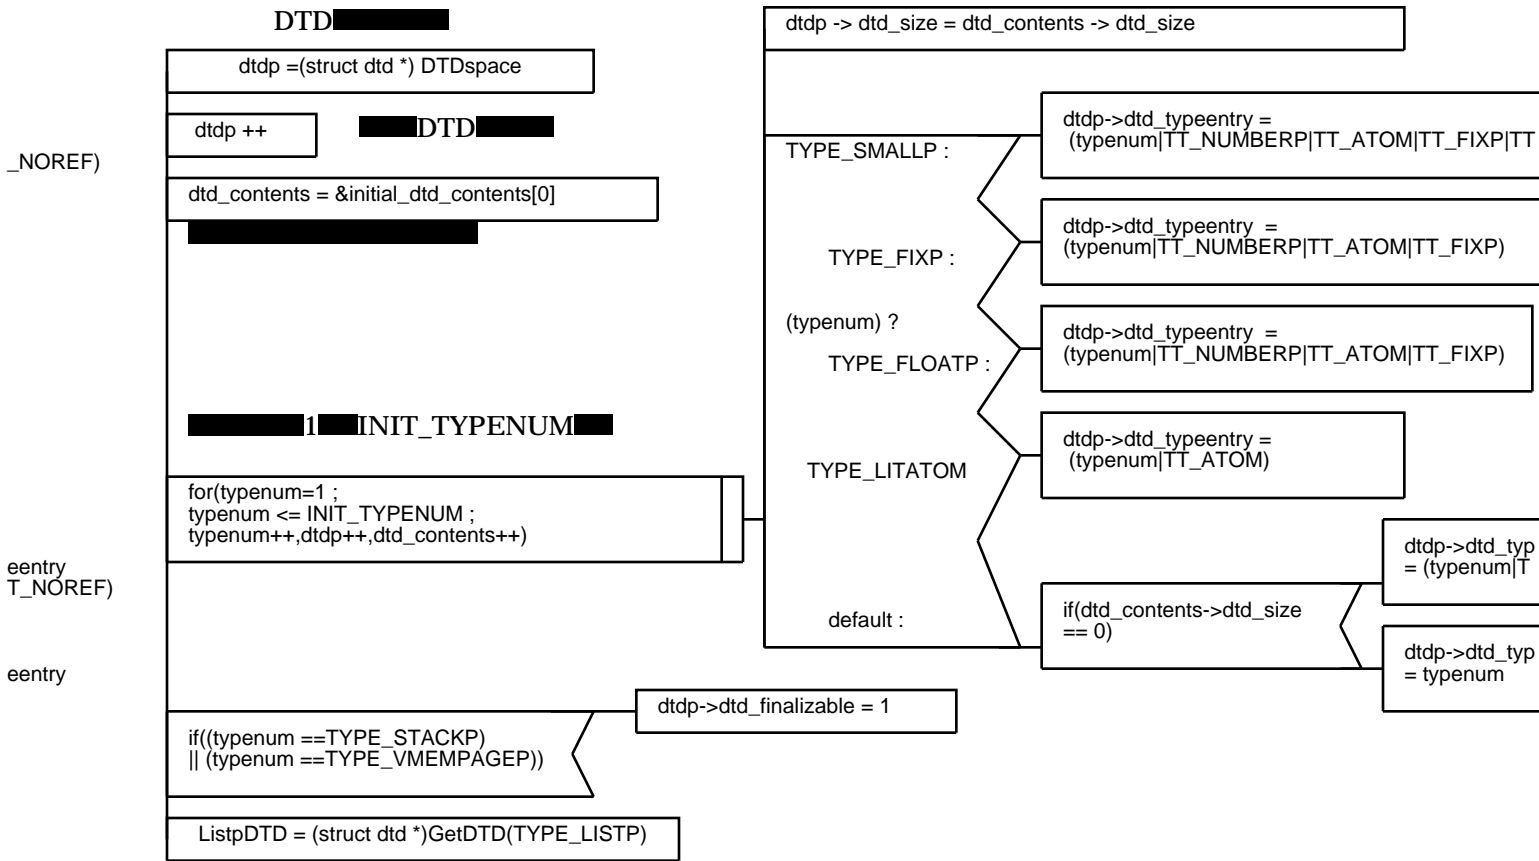 DTD
dtdp =(struct dtd *) DTDspace
dtdp ++
DTD
_NOREF)
dtd_contents = &initial_dtd_contents[0]
1 INIT_TYPENUM
for(typenum=1 ;
typenum <= INIT_TYPENUM ;
typenum++,dtdp++,dtd_contents++)
eentry
T_NOREF)
eentry
if((typenum ==TYPE_STACKP)
|| (typenum ==TYPE_VMEMPAGEP))
dtdp->dtd_finalizable = 1
ListpDTD = (struct dtd *)GetDTD(TYPE_LISTP)
dtdp -> dtd_size = dtd_contents -> dtd_size
(typenum) ?
TYPE_SMALLP :
dtdp->dtd_typeentry =
(typenum|TT_NUMBERP|TT_ATOM|TT_FIXP|TT
TYPE_FIXP :
dtdp->dtd_typeentry =
(typenum|TT_NUMBERP|TT_ATOM|TT_FIXP)
TYPE_FLOATP :
dtdp->dtd_typeentry =
(typenum|TT_NUMBERP|TT_ATOM|TT_FIXP)
TYPE_LITATOM
dtdp->dtd_typeentry =
(typenum|TT_ATOM)
default :
if(dtd_contents->dtd_size
== 0)
dtdp->dtd_typ
= (typenum|T
dtdp->dtd_typ
= typenum